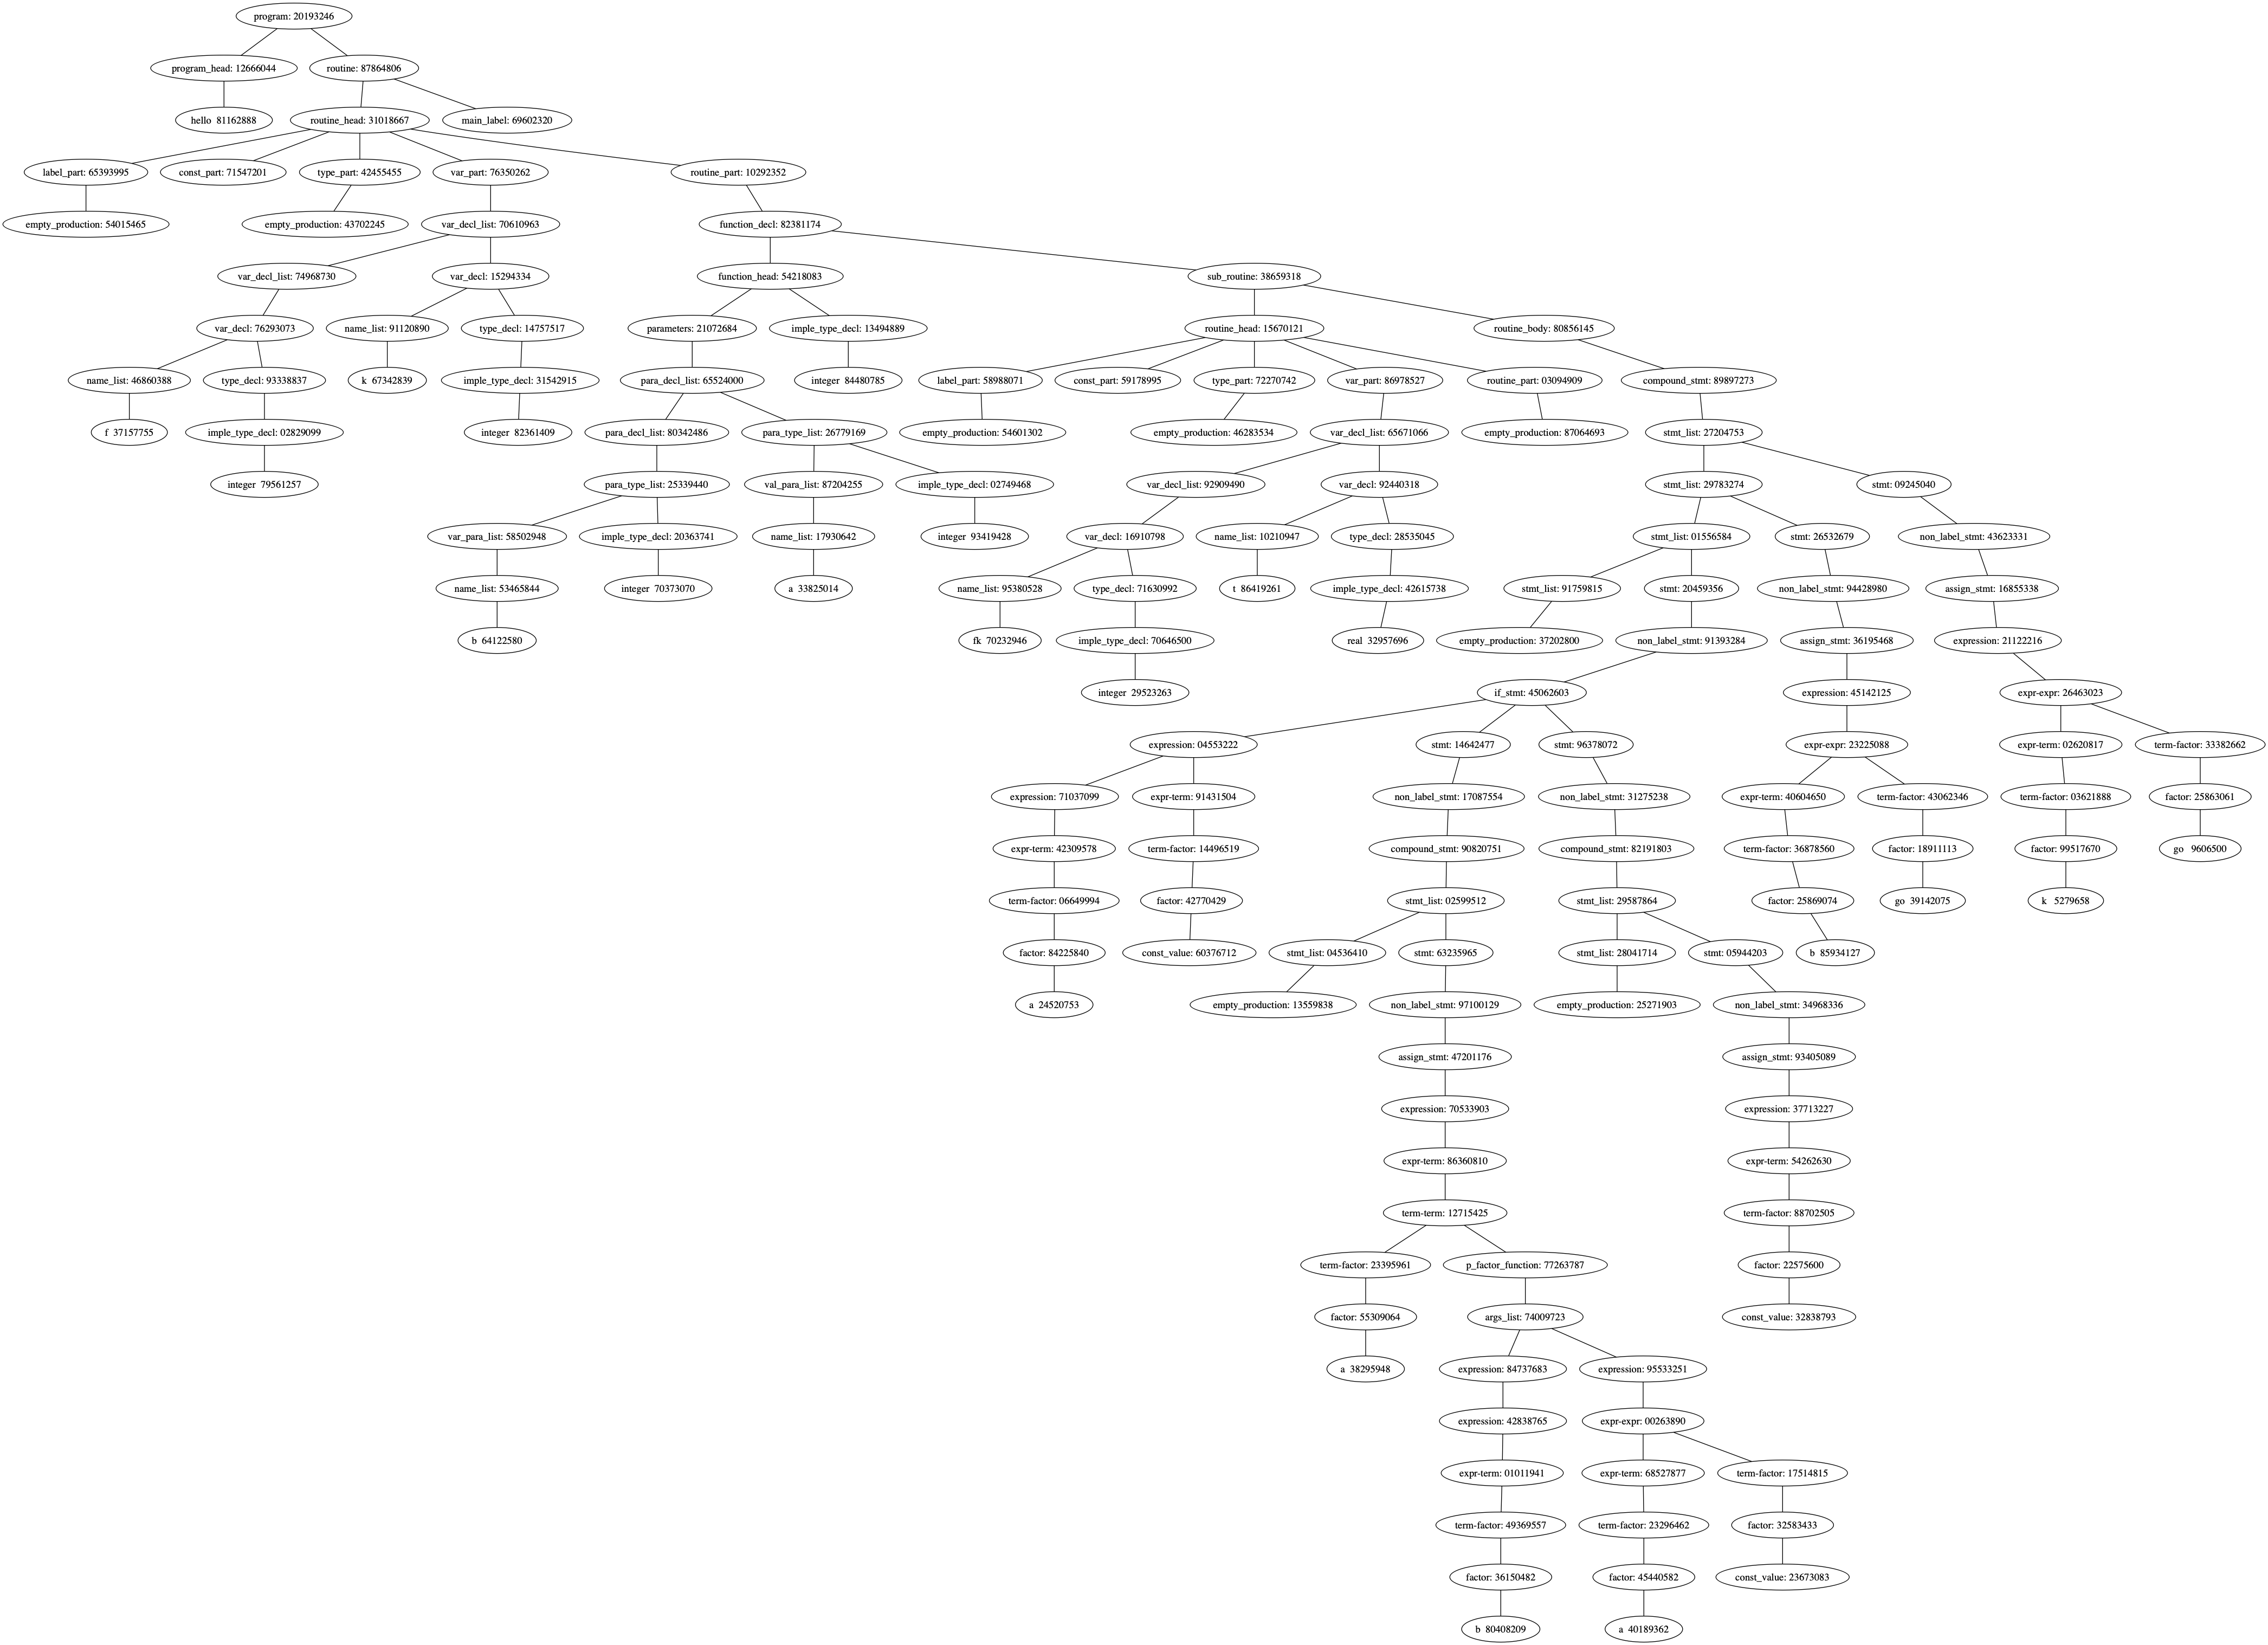 program: 20193246
program_head: 12666044
routine: 87864806
hello 81162888
routine_head: 31018667
main_label: 69602320
label_part: 65393995
const_part: 71547201
type_part: 42455455
var_part: 76350262
routine_part: 10292352
empty_production: 54015465
empty_production: 43702245
var_decl_list: 70610963
function_decl: 82381174
var_decl_list: 74968730
var_decl: 15294334
function_head: 54218083
sub_routine: 38659318
var_decl: 76293073
name_list: 91120890
type_decl: 14757517
parameters: 21072684
imple_type_decl: 13494889
routine_head: 15670121
routine_body: 80856145
name_list: 46860388
type_decl: 93338837
k 67342839
imple_type_decl: 31542915
para_decl_list: 65524000
integer 84480785
label_part: 58988071
const_part: 59178995
type_part: 72270742
var_part: 86978527
routine_part: 03094909
compound_stmt: 89897273
f 37157755
imple_type_decl: 02829099
integer 82361409
para_decl_list: 80342486
para_type_list: 26779169
empty_production: 54601302
empty_production: 46283534
var_decl_list: 65671066
empty_production: 87064693
stmt_list: 27204753
integer 79561257
para_type_list: 25339440
val_para_list: 87204255
imple_type_decl: 02749468
var_decl_list: 92909490
var_decl: 92440318
stmt_list: 29783274
stmt: 09245040
var_para_list: 58502948
imple_type_decl: 20363741
name_list: 17930642
integer 93419428
var_decl: 16910798
name_list: 10210947
type_decl: 28535045
stmt_list: 01556584
stmt: 26532679
non_label_stmt: 43623331
name_list: 53465844
integer 70373070
a 33825014
name_list: 95380528
type_decl: 71630992
t 86419261
imple_type_decl: 42615738
stmt_list: 91759815
stmt: 20459356
non_label_stmt: 94428980
assign_stmt: 16855338
b 64122580
fk 70232946
imple_type_decl: 70646500
real 32957696
empty_production: 37202800
non_label_stmt: 91393284
assign_stmt: 36195468
expression: 21122216
integer 29523263
if_stmt: 45062603
expression: 45142125
expr-expr: 26463023
expression: 04553222
stmt: 14642477
stmt: 96378072
expr-expr: 23225088
expr-term: 02620817
term-factor: 33382662
expression: 71037099
expr-term: 91431504
non_label_stmt: 17087554
non_label_stmt: 31275238
expr-term: 40604650
term-factor: 43062346
term-factor: 03621888
factor: 25863061
expr-term: 42309578
term-factor: 14496519
compound_stmt: 90820751
compound_stmt: 82191803
term-factor: 36878560
factor: 18911113
factor: 99517670
go 9606500
term-factor: 06649994
factor: 42770429
stmt_list: 02599512
stmt_list: 29587864
factor: 25869074
go 39142075
k 5279658
factor: 84225840
const_value: 60376712
stmt_list: 04536410
stmt: 63235965
stmt_list: 28041714
stmt: 05944203
b 85934127
a 24520753
empty_production: 13559838
non_label_stmt: 97100129
empty_production: 25271903
non_label_stmt: 34968336
assign_stmt: 47201176
assign_stmt: 93405089
expression: 70533903
expression: 37713227
expr-term: 86360810
expr-term: 54262630
term-term: 12715425
term-factor: 88702505
term-factor: 23395961
p_factor_function: 77263787
factor: 22575600
factor: 55309064
args_list: 74009723
const_value: 32838793
a 38295948
expression: 84737683
expression: 95533251
expression: 42838765
expr-expr: 00263890
expr-term: 01011941
expr-term: 68527877
term-factor: 17514815
term-factor: 49369557
term-factor: 23296462
factor: 32583433
factor: 36150482
factor: 45440582
const_value: 23673083
b 80408209
a 40189362